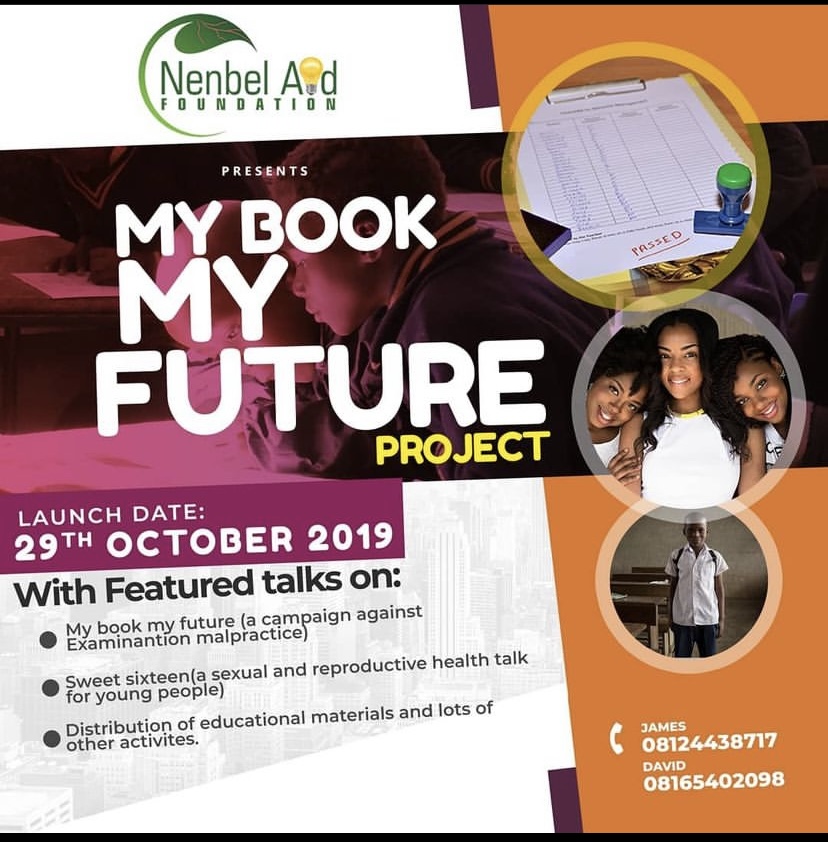 Nenbel Aid
FOUNDATION
PRESENTS
MY BOOK
MY
FUTURE
PROJECT
PASSED
LAUNCH DATE:
29TH OCTOBER 2019
With Featured talks on:
My book my future (a campaign against
Examinantion malpractice)
Sweet sixteen(a sexual and reproductive health talk
for young people)
Distribution of educational materials and lots of
other activites.
JAMES
08124438717
DAVID
08165402098